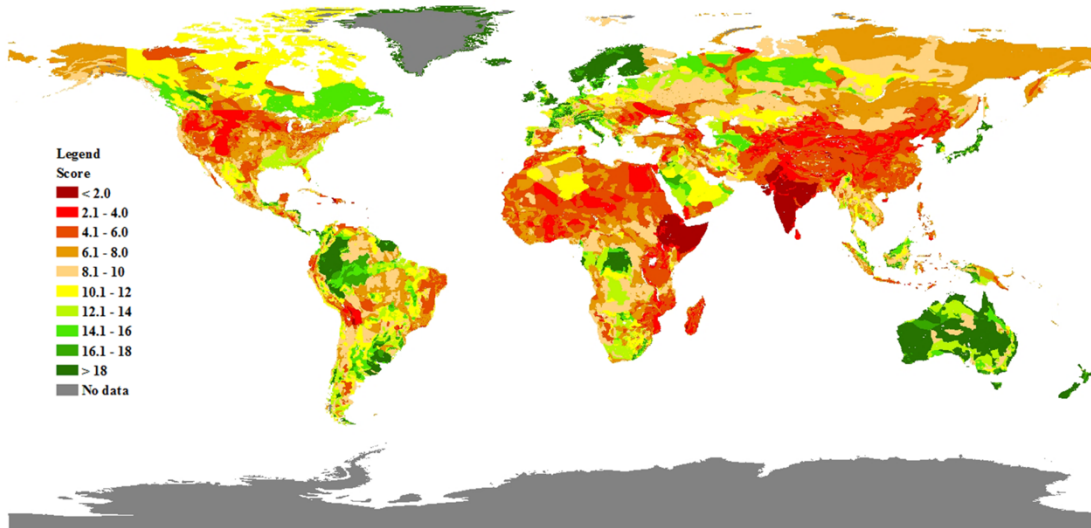 Legend
Score
< 2.0
2.1 - 4.0
4.1 - 6.0
6.1 - 8.0
8.1 - 10
10.1 - 12
12.1 - 14
14.1 - 16
16.1 - 18
> 18
No data